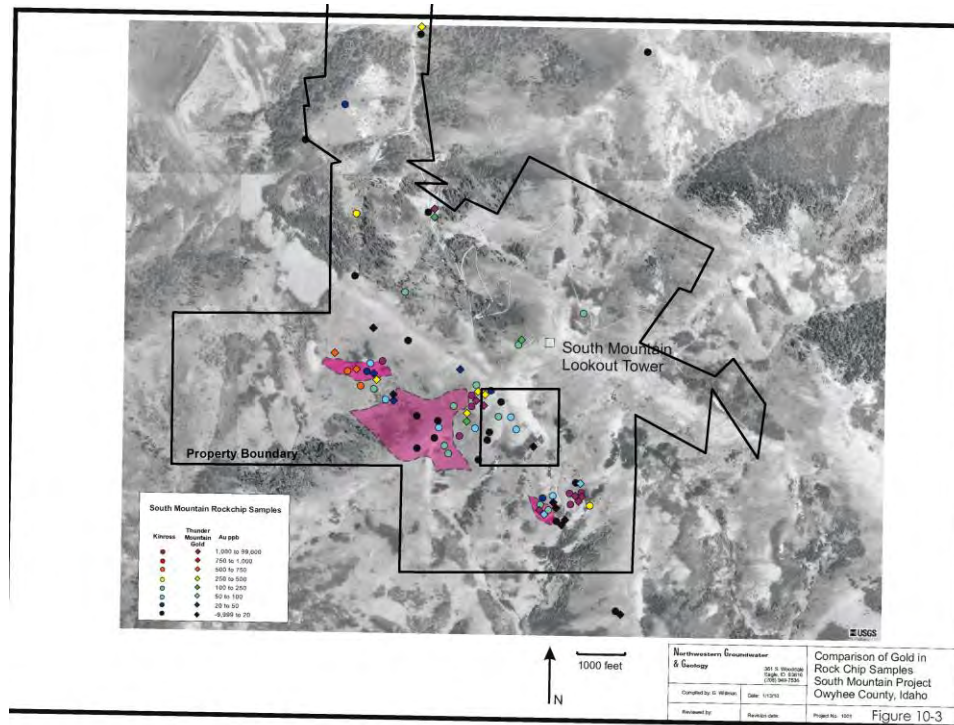 South Mountain
Lookout Tower
Property Boundary
South Mountain Rockchip Samples
Kinross
Thunder
Mountain
Gold
Au ppb
1,000 to 59,000
750 to 1,000
500 to 750
250 to 500
100 to 250
50 to 100
20 to 50
-9,999 to 20
USGS
1000 feet
N
Northwestern Groundwater
& Geology
Comparison of Gold in
Rock Chip Samples
South Mountain Project
Owyhee County, Idaho
Compiled by: G.
Date:
Reviewed by:
Revision date:
Project No.
Figure 10-3